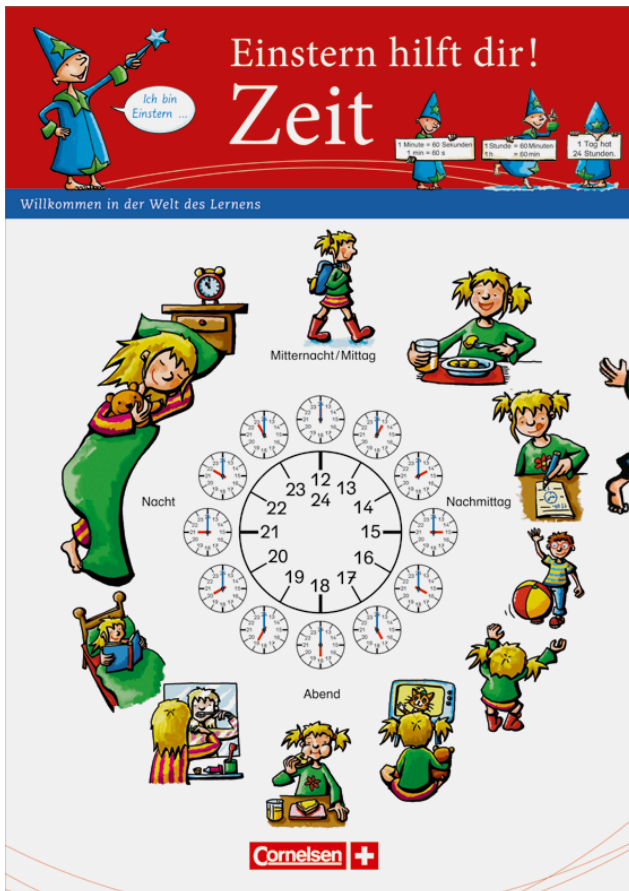 Einstern hilft dir!
Zeit
Ich bin
Einstern ...
1 Minute = 60 Sekunden
1 min = 60 s
1 Stunde = 60 Minuten
1 h = 60 min
1 Tag hat
24 Stunden.
Willkommen in der Welt des Lernens
Mitternacht/Mittag
Nacht
Nachmittag
12
24
13
14
15
16
17
18
19
20
21
22
23
Abend
Cornelsen